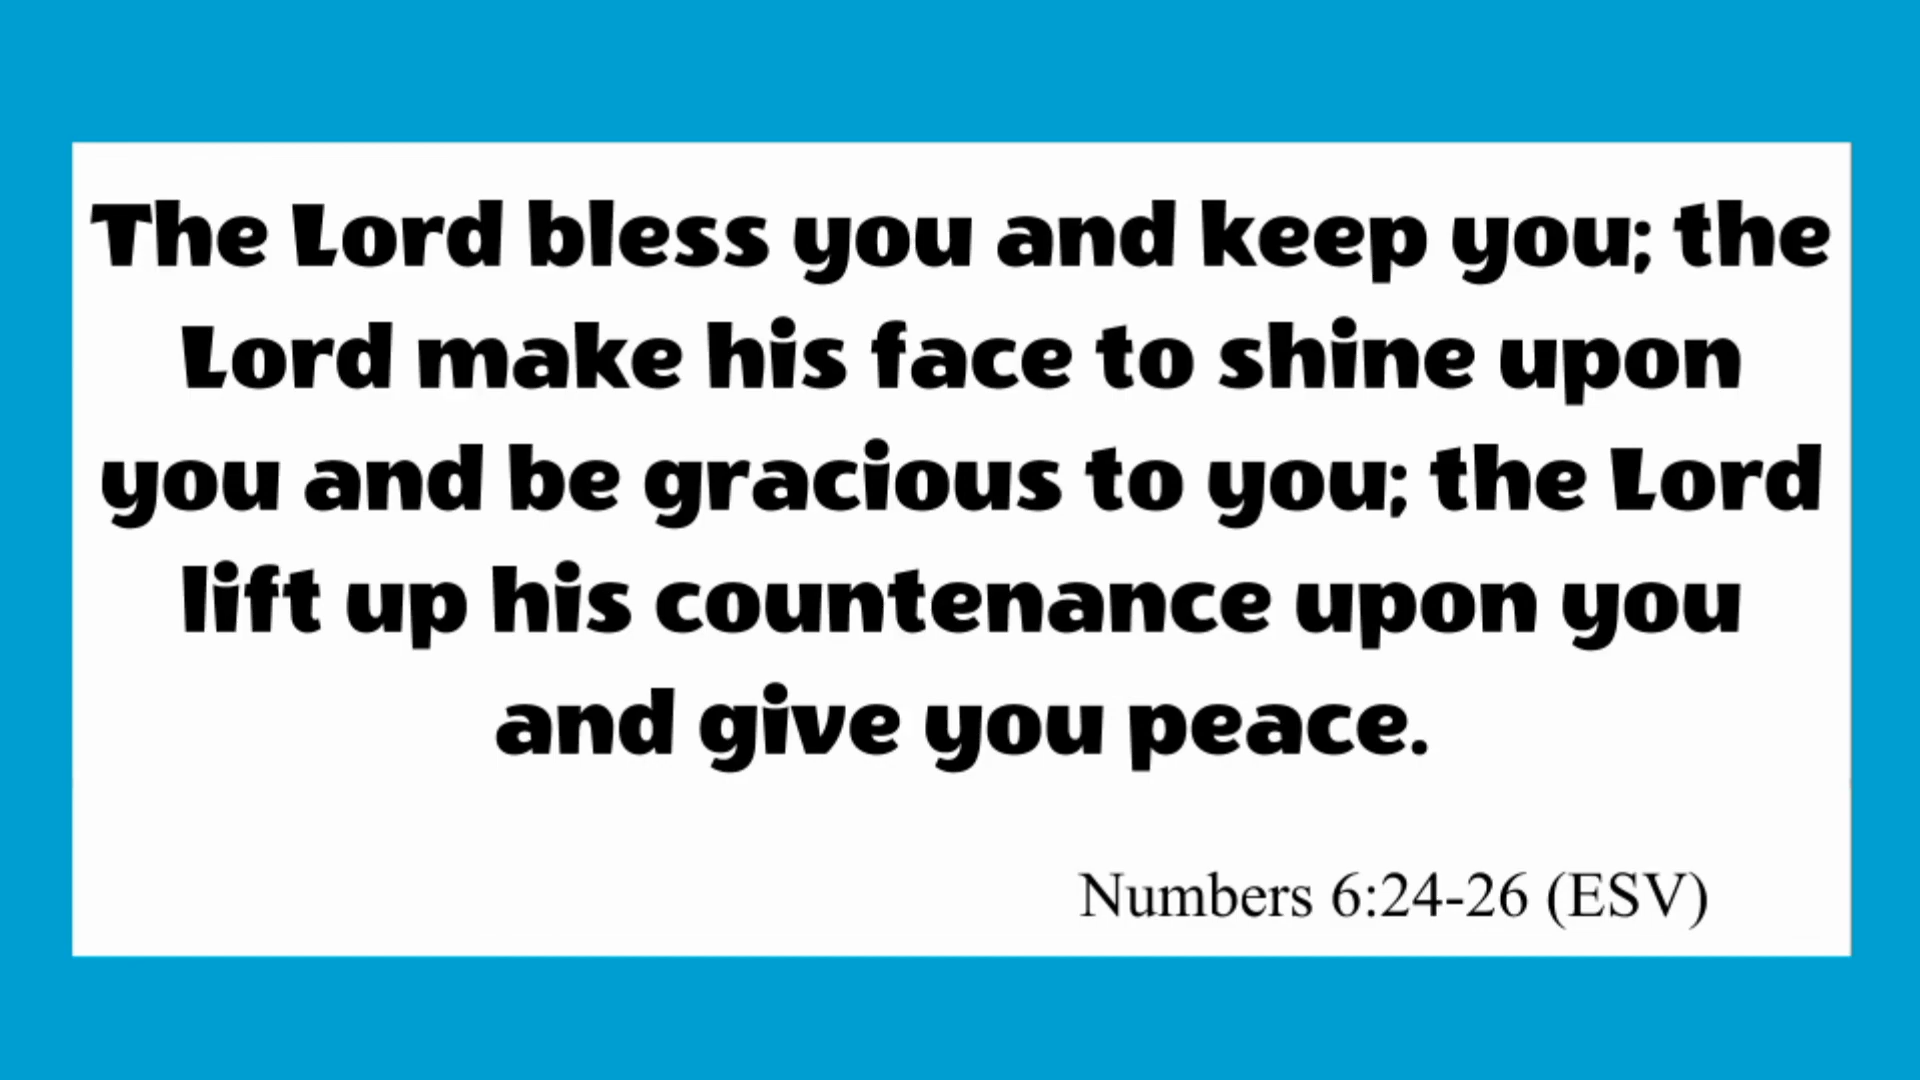 The Lord bless you and keep you; the
Lord make his face to shine upon
you and be gracious to you; the Lord
lift up his countenance upon you
and give you peace.
Numbers 6:24-26 (ESV)